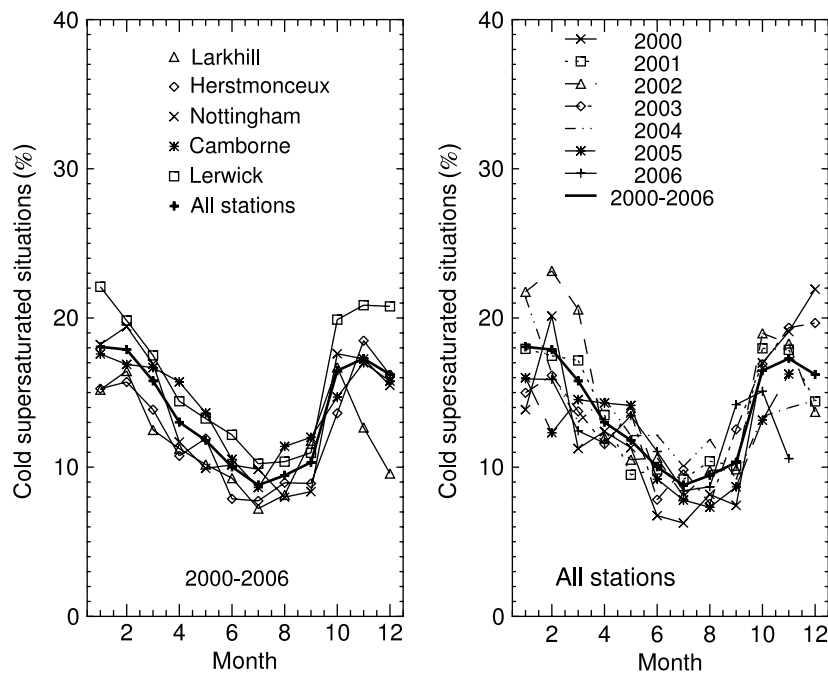 Cold supersaturated situations (%)
40
30
20
10
0
Larkhill
Herstmonceux
Nottingham
Camborne
Lerwick
All stations
2000-2006
2 4 6 8 10 12
Month
Cold supersaturated situations (%)
40
30
20
10
0
2000
2001
2002
2003
2004
2005
2006
2000-2006
All stations
2 4 6 8 10 12
Month